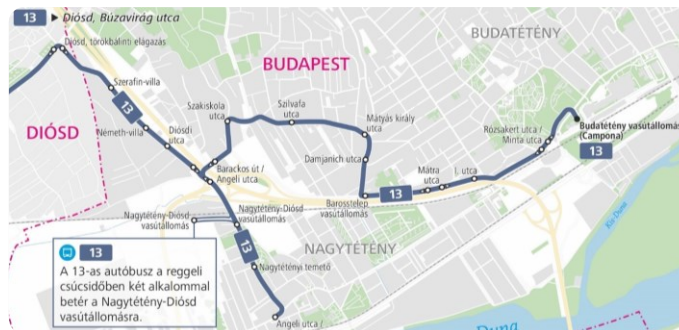 13 ▶ Diósd, Búzavirág utca
Diósd, törökbálinti elágazás
BUDATÉTÉNY
BUDAPEST
Szerafin-villa
13
Szakiskola
utca
Szilvafa
utca
Mátyás király
utca
Rózsakert utca /
Minta utca
Budatétény vasútállomás
(Campona)
13
DIÓSD
Németh-villa
Diósdi
utca
Damjanich utca
Barackos út /
Angeli utca
Mátra
utca
J. utca
Barosstelep
vasútállomás
13
Nagytétény-Diósd
vasútállomás
Nagytétény-Diósd
vasútállomás
13
NAGYTÉTÉNY
Kis-Duna
Nagytétényi temető
13
A 13-as autóbusz a reggeli
csúcsidőben két alkalommal
betér a Nagytétény-Diósd
vasútállomásra.
Angeli utca /
Duna